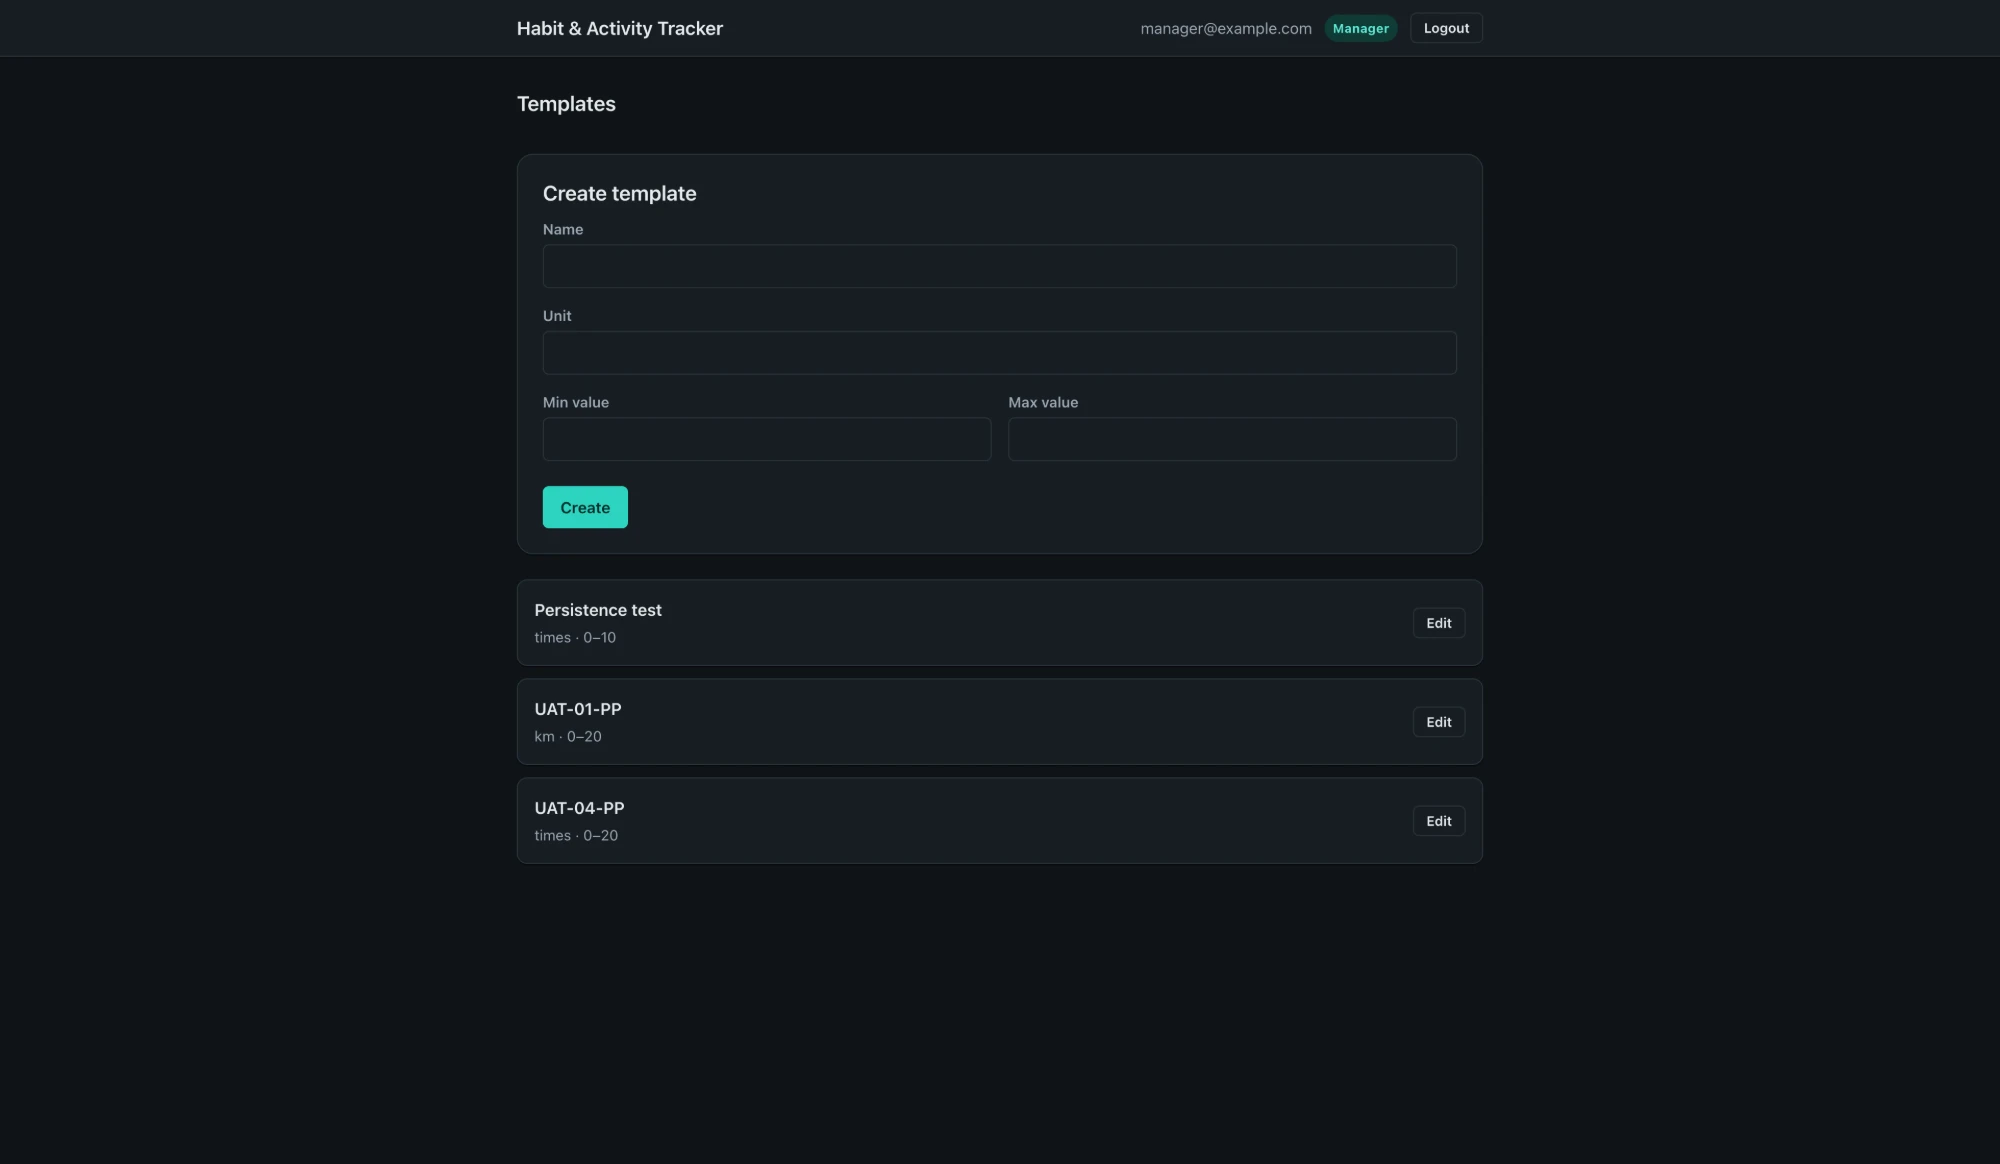 Habit & Activity Tracker
manager@example.com Manager Logout
Templates
Create template
Name
Unit
Min value Max value
Create
Persistence test
times · 0–10
Edit
UAT-01-PP
km · 0–20
Edit
UAT-04-PP
times · 0–20
Edit